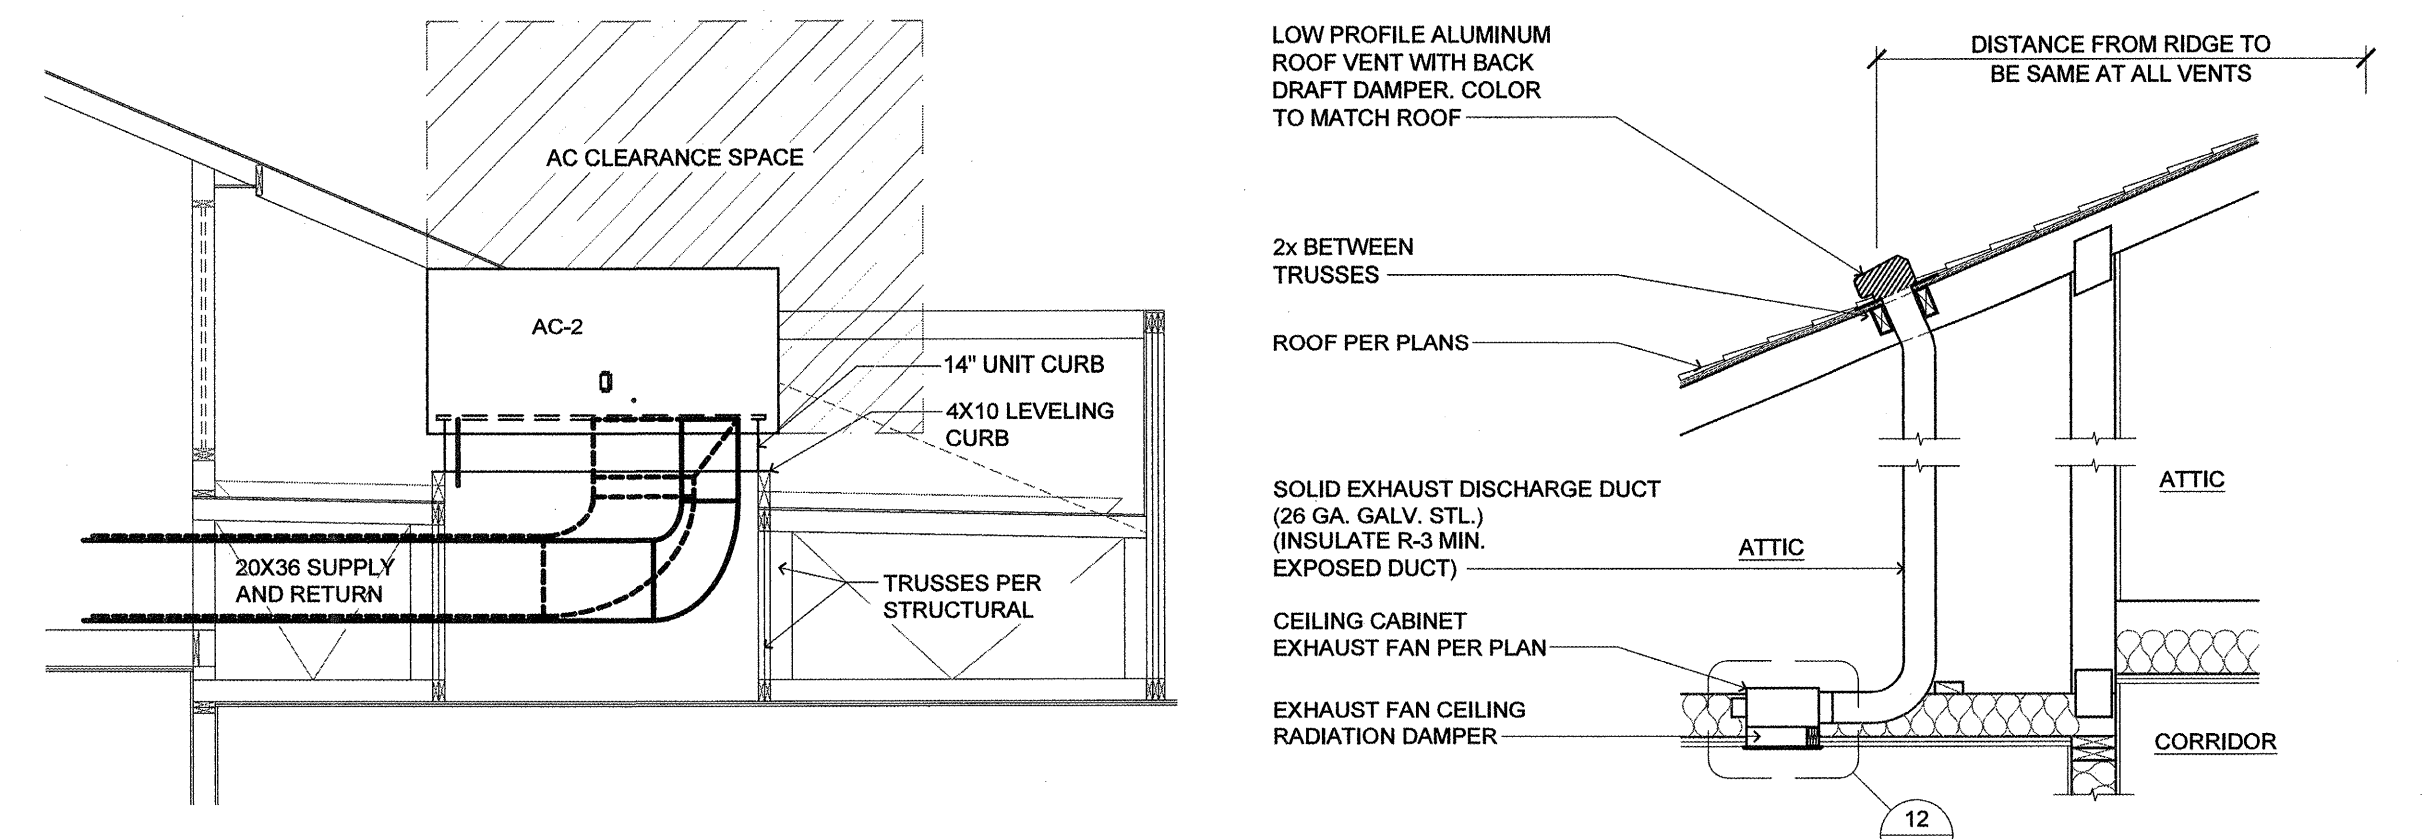 AC CLEARANCE SPACE
AC-2
14" UNIT CURB
4X10 LEVELING
CURB
20X36 SUPPLY
AND RETURN
TRUSSES PER
STRUCTURAL
LOW PROFILE ALUMINUM
ROOF VENT WITH BACK
DRAFT DAMPER. COLOR
TO MATCH ROOF
DISTANCE FROM RIDGE TO
BE SAME AT ALL VENTS
2x BETWEEN
TRUSSES
ROOF PER PLANS
SOLID EXHAUST DISCHARGE DUCT
(26 GA. GALV. STL.)
(INSULATE R-3 MIN.
EXPOSED DUCT)
ATTIC
ATTIC
CEILING CABINET
EXHAUST FAN PER PLAN
EXHAUST FAN CEILING
RADIATION DAMPER
CORRIDOR
12